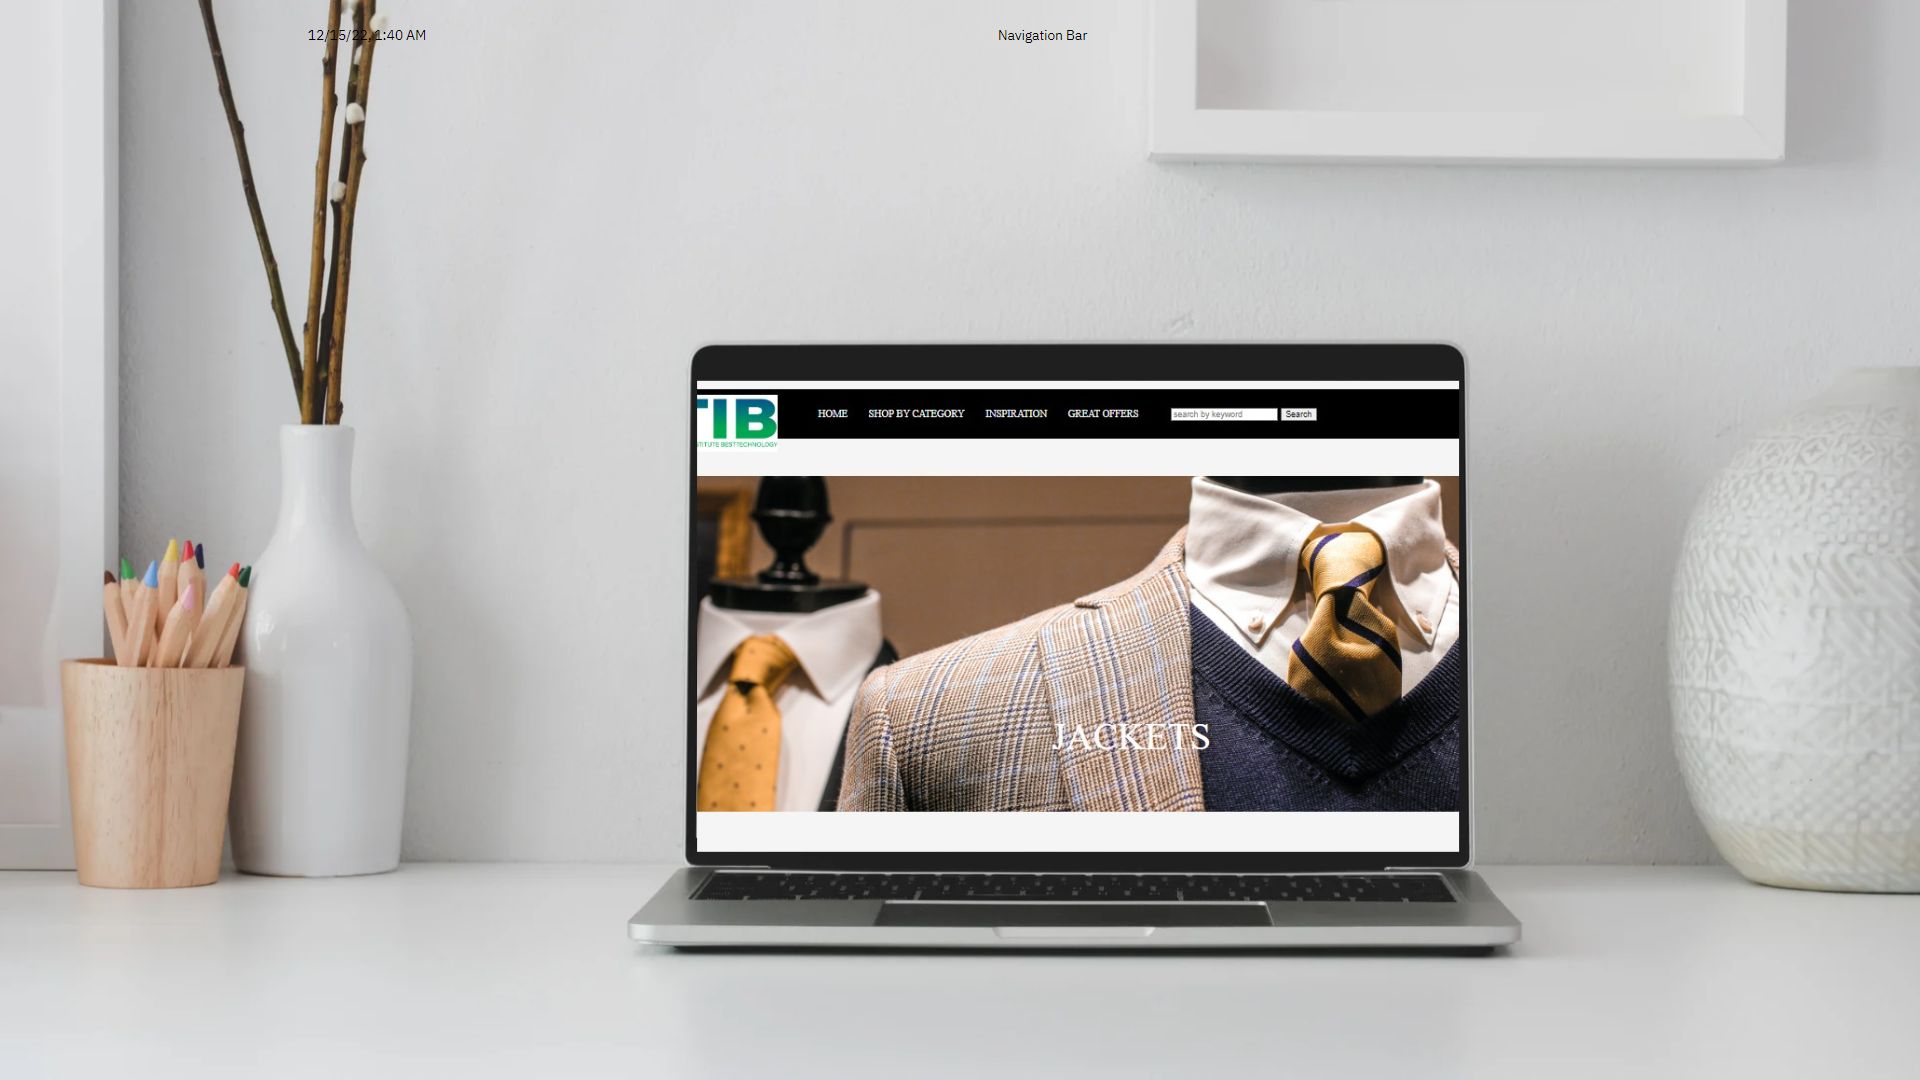 12/15/22, 1:40 AM
Navigation Bar
TIB
TITUTE BESTTECHNOLOGY
HOME SHOP BY CATEGORY INSPIRATION GREAT OFFERS search by keyword Search
JACKETS